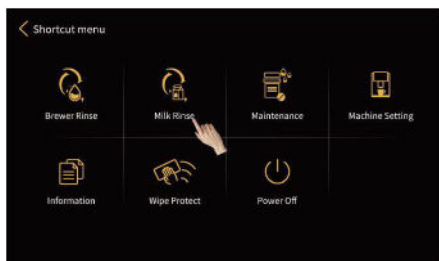 Shortcut menu
Brewer Rinse
Milk Rinse
Maintenance
Machine Setting
Information
Wipe Protect
Power Off